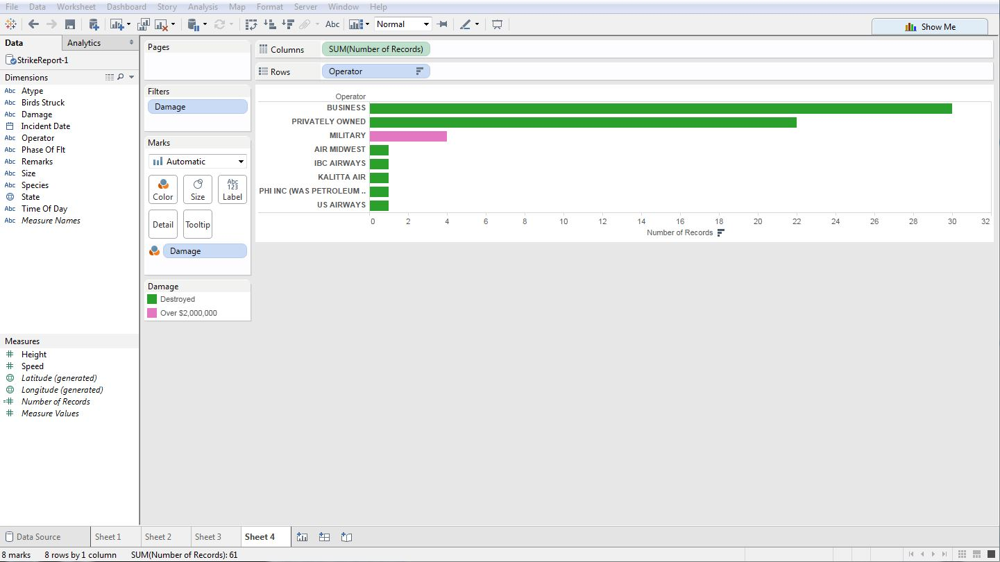 File Data Worksheet Dashboard Story Analysis Map Format Server Window Help
Abc Normal Show Me
Data Analytics
StrikeReport-1
Dimensions
Abc Atype
Abc Birds Struck
Abc Damage
Incident Date
Abc Operator
Abc Phase Of Flt
Abc Remarks
Abc Size
Abc Species
State
Abc Time Of Day
Abc Measure Names
Measures
Height
Speed
Latitude (generated)
Longitude (generated)
Number of Records
Measure Values
Pages
Filters
Damage
Marks
Automatic
Color Size Abc 123 Label
Detail Tooltip
Damage
Damage
Destroyed
Over $2,000,000
Columns SUM(Number of Records)
Rows Operator
Operator
BUSINESS
PRIVATELY OWNED
MILITARY
AIR MIDWEST
IBC AIRWAYS
KALITTA AIR
PHI INC (WAS PETROLEUM ..
US AIRWAYS
0 2 4 6 8 10 12 14 16 18 20 22 24 26 28 30 32
Number of Records
Data Source Sheet 1 Sheet 2 Sheet 3 Sheet 4
8 marks 8 rows by 1 column SUM(Number of Records): 61